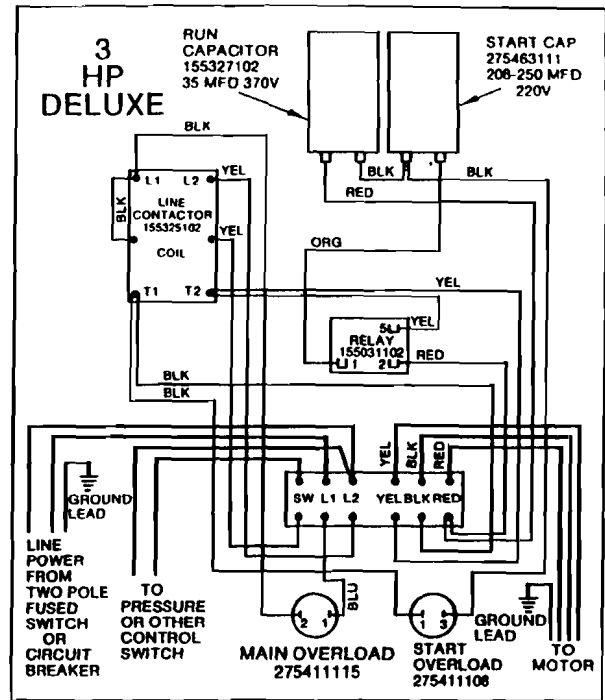 3
HP
DELUXE
RUN
CAPACITOR
155327102
35 MFD 370V
START CAP
275463111
208-250 MFD
220V
BLK
BLK
BLK
RED
L1
L2
YEL
BLK
LINE
CONTACTOR
155325102
YEL
COIL
ORG
YEL
T1
T2
5
YEL
RELAY
155031102
1
2
RED
BLK
BLK
YEL
BLK
RED
GROUND
LEAD
SW L1 L2
YEL BLK RED
LINE
POWER
FROM
TWO POLE
FUSED
SWITCH
OR
CIRCUIT
BREAKER
TO
PRESSURE
OR OTHER
CONTROL
SWITCH
BLU
2 1
MAIN OVERLOAD
275411115
1 3
START
OVERLOAD
275411106
GROUND
LEAD
TO
MOTOR